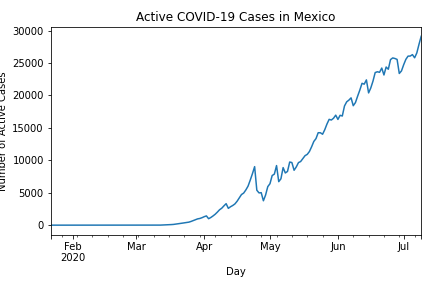 Active COVID-19 Cases in Mexico
Number of Active Cases
30000
25000
20000
15000
10000
5000
0
Feb Mar Apr May Jun Jul
2020
Day